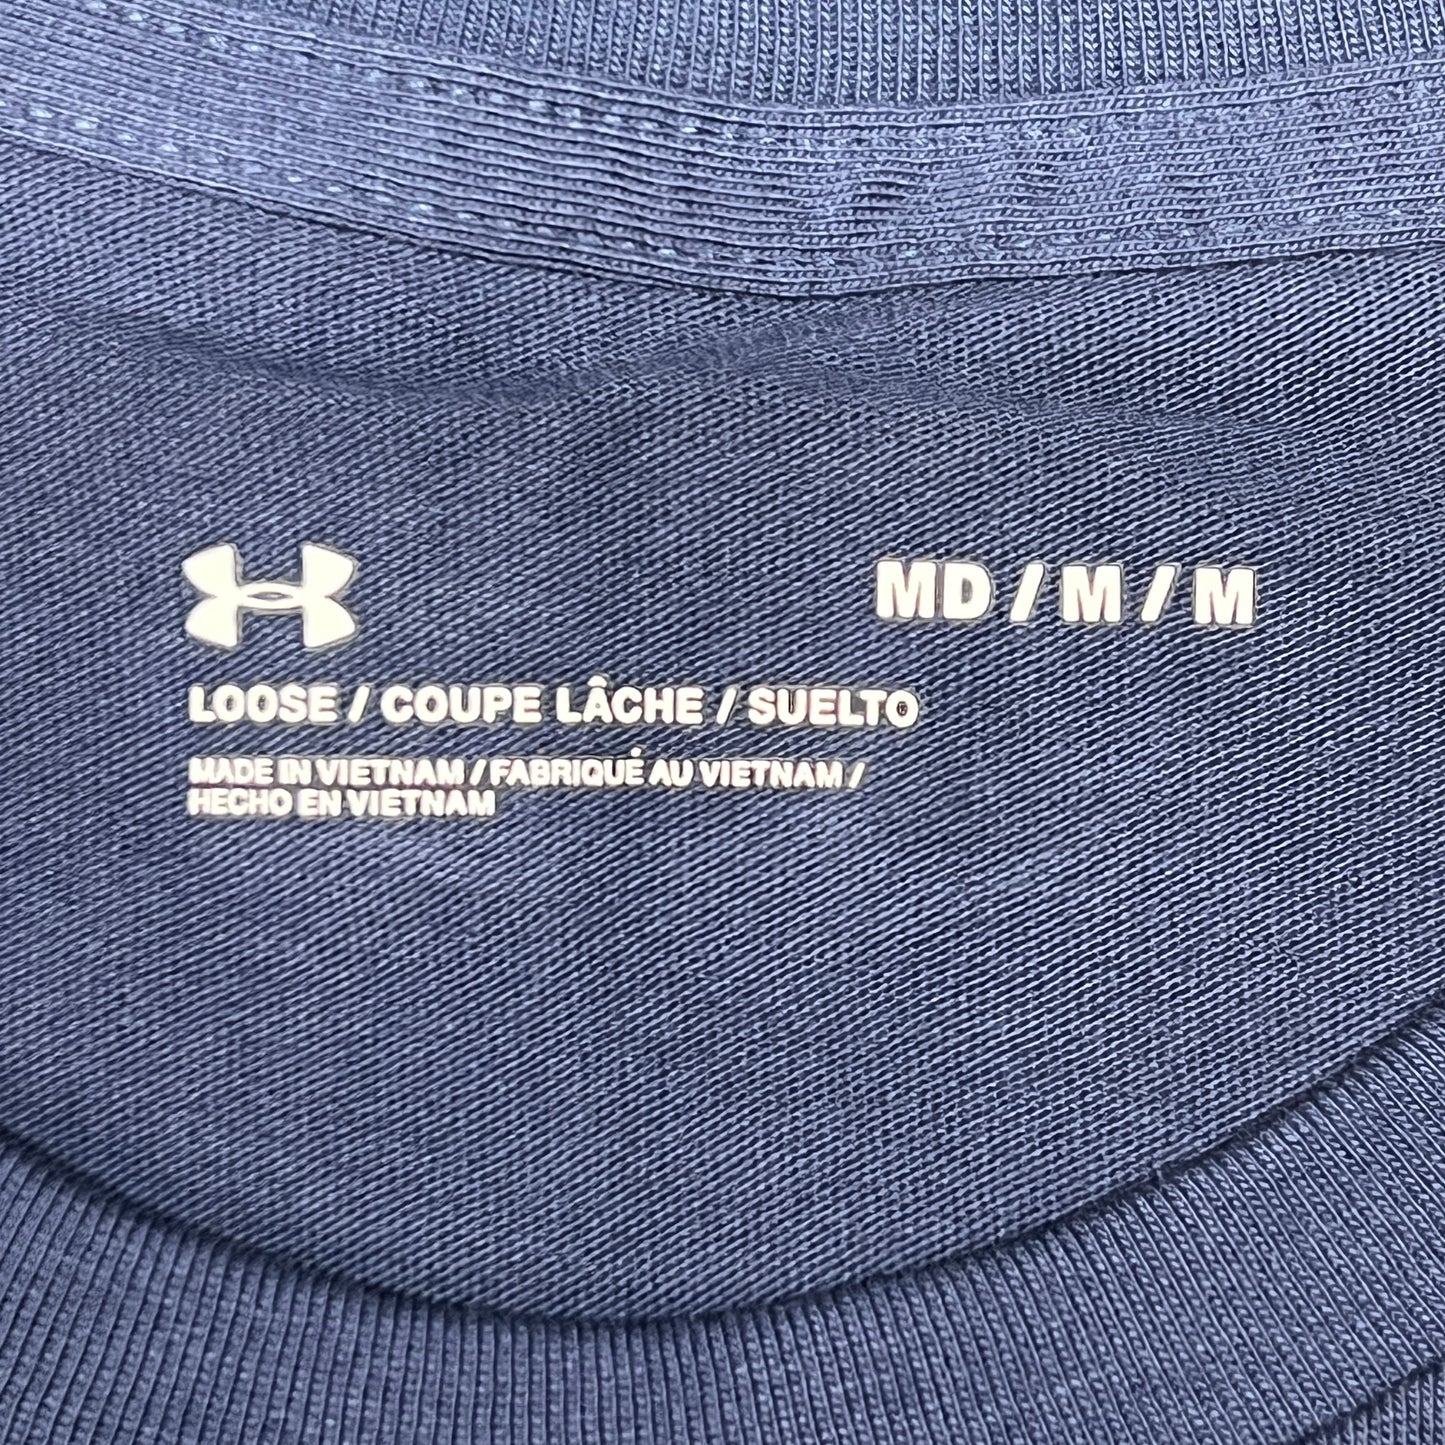 MD / M / M
LOOSE / COUPE LÂCHE / SUELTO
MADE IN VIETNAM / FABRIQUÉ AU VIETNAM /
HECHO EN VIETNAM